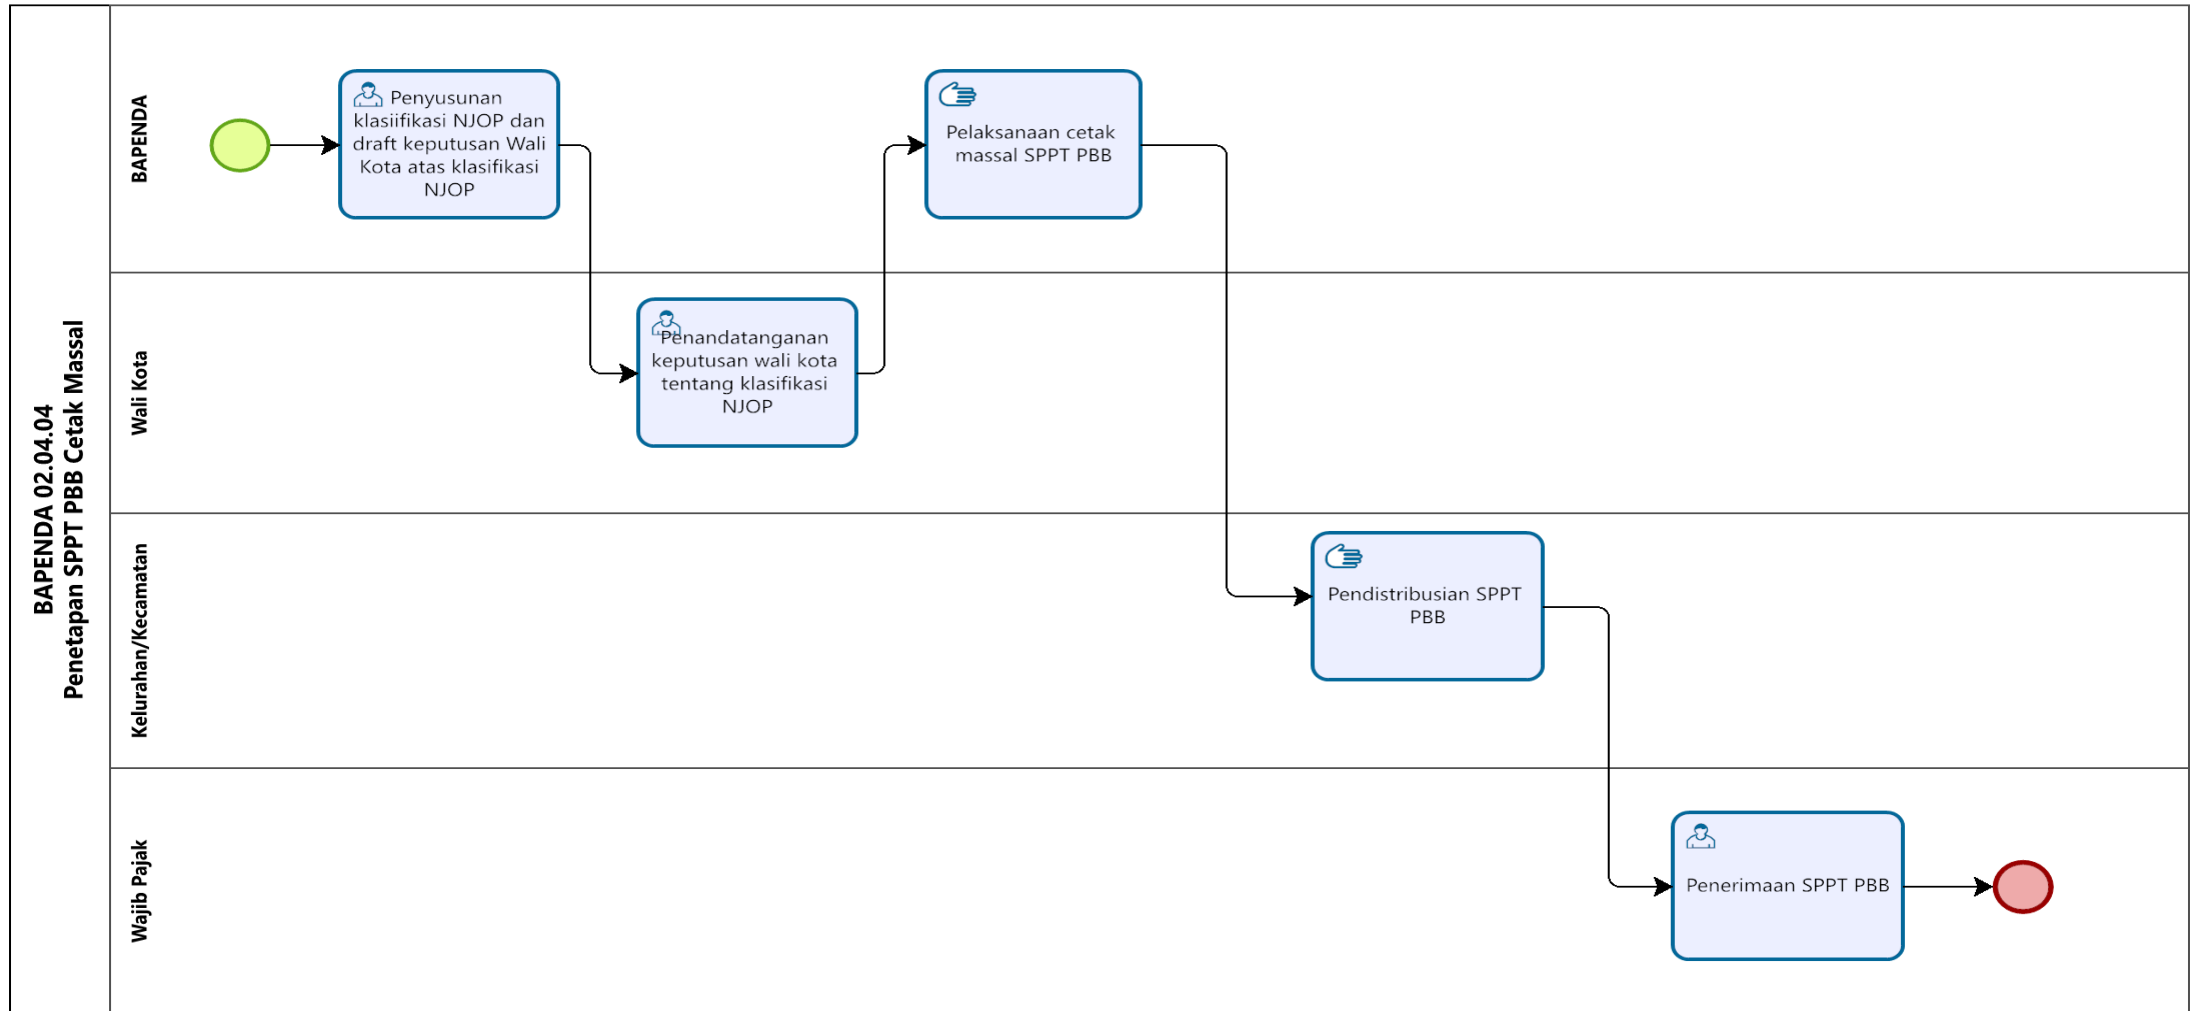 BAPENDA 02.04.04
Penetapan SPPT PBB Cetak Massal
BAPENDA
Penyusunan
klasiifikasi NJOP dan
draft keputusan Wali
Kota atas klasifikasi
NJOP
Pelaksanaan cetak
massal SPPT PBB
Wali Kota
Penandatanganan
keputusan wali kota
tentang klasifikasi
NJOP
Kelurahan/Kecamatan
Pendistribusian SPPT
PBB
Wajib Pajak
Penerimaan SPPT PBB